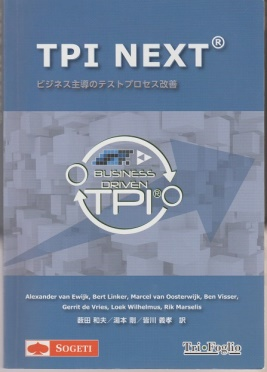 TPI NEXT®
ビジネス主導のテストプロセス改善
BUSINESS
DRIVEN
TPI®
Alexander van Ewijk, Bert Linker, Marcel van Oosterwijk, Ben Visser,
Gerrit de Vries, Loek Wilhelmus, Rik Marselis
薮田 和夫／湯本 剛／皆川 義孝 訳
SOGETI
TrioFoglio